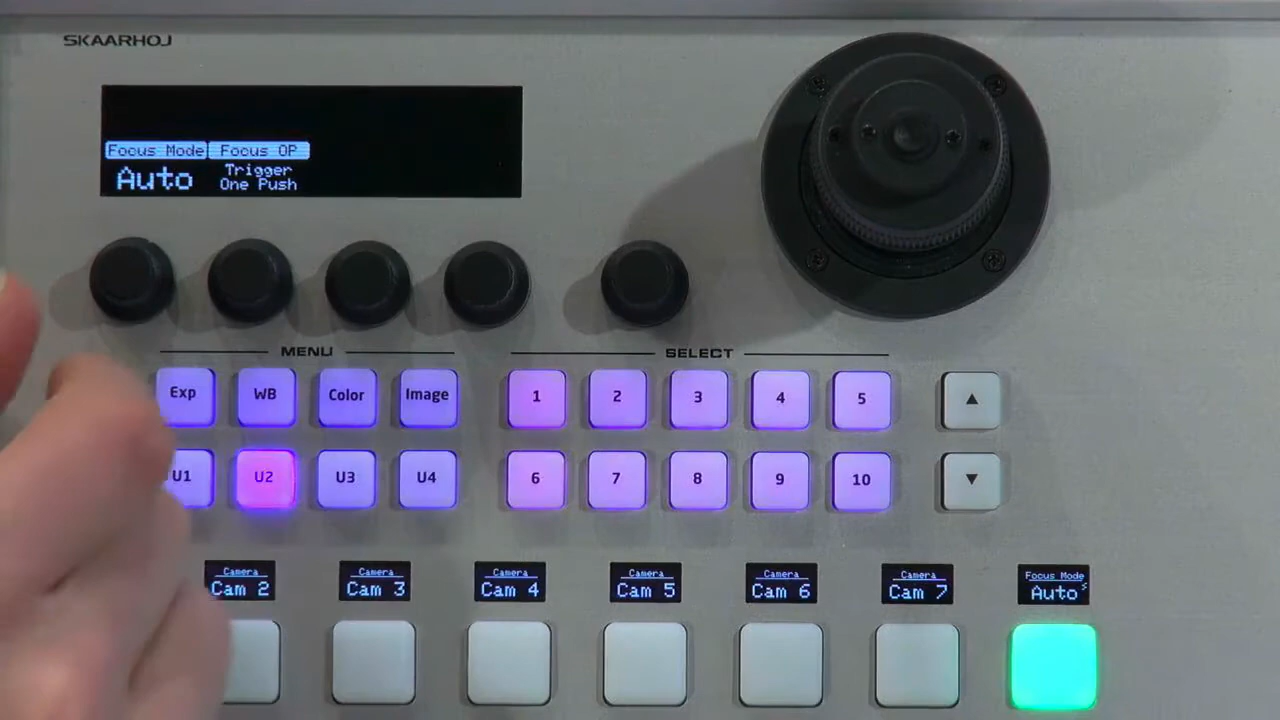 SKAARHOJ
Focus Mode Focus OP
Auto Trigger
One Push
MENU SELECT
Exp WB Color Image 1 2 3 4 5
U1 U2 U3 U4 6 7 8 9 10
Camera Camera Camera Camera Camera Camera Focus Mode
Cam 2 Cam 3 Cam 4 Cam 5 Cam 6 Cam 7 Auto